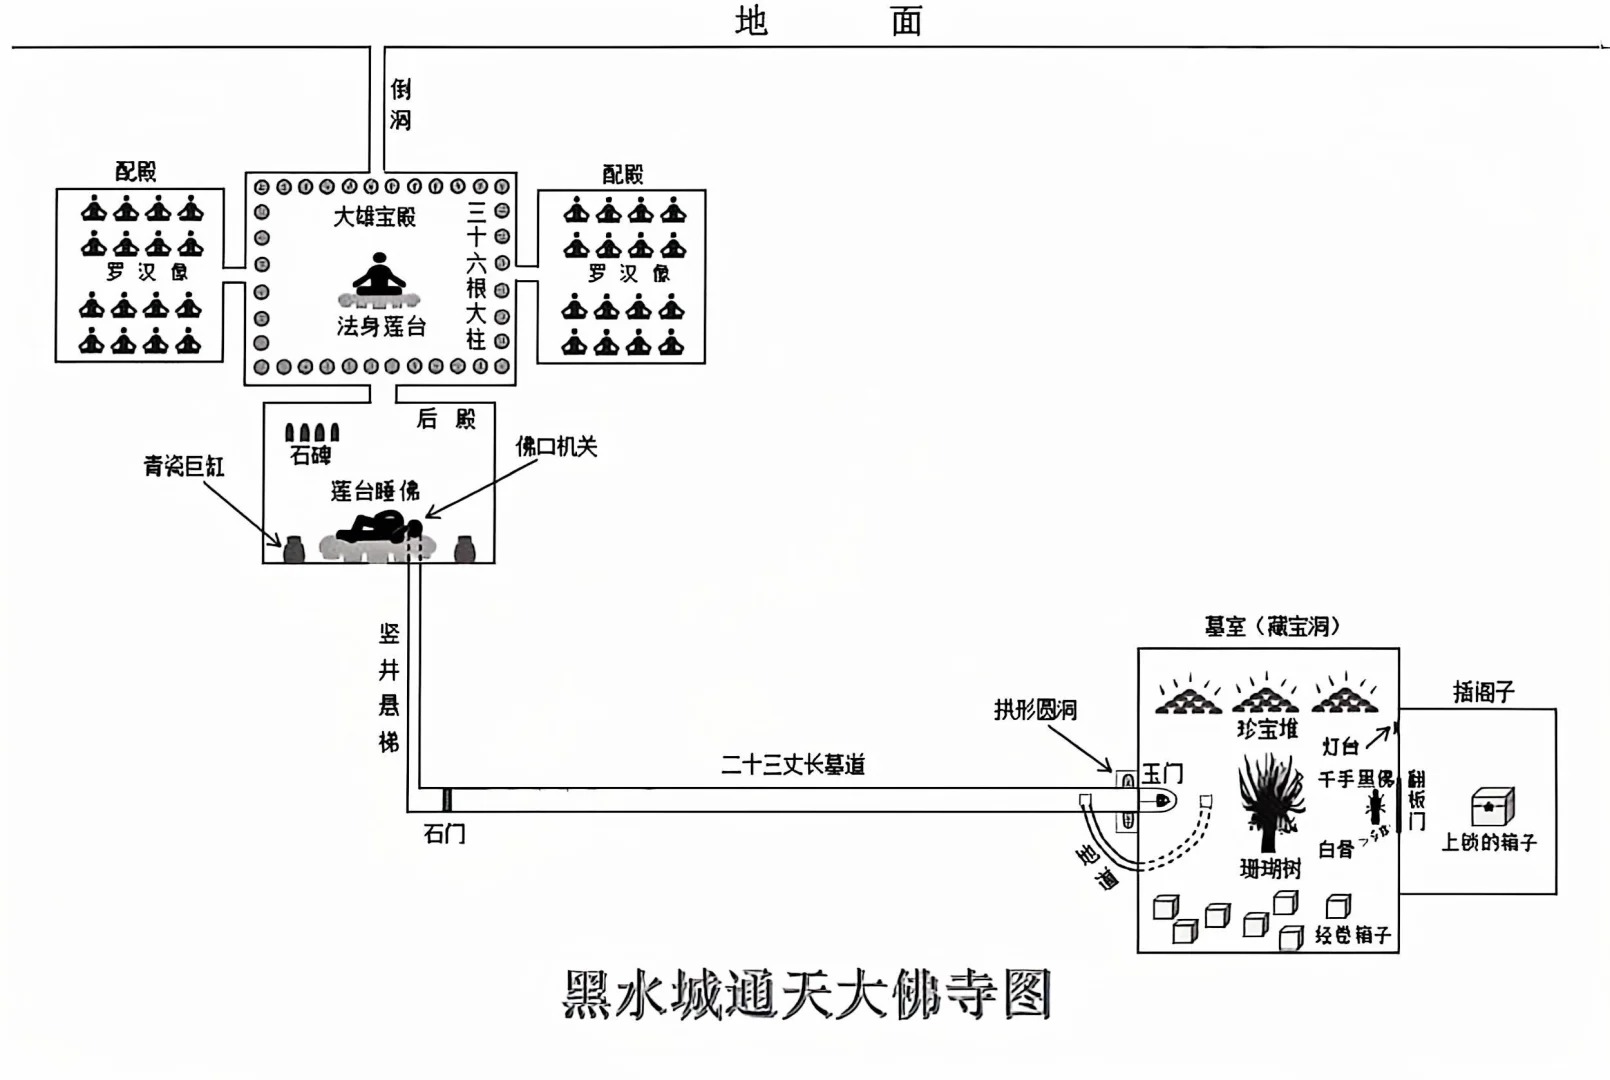 地 面
倒洞
配殿
配殿
大雄宝殿
三十六根大柱
罗汉像
罗汉像
法身莲台
后殿
石碑
佛口机关
青瓷巨缸
莲台睡佛
竖井悬梯
墓室（藏宝洞）
插阁子
拱形圆洞
珍宝堆
灯台
二十三丈长墓道
玉门
千手黑佛
翻板门
石门
白骨
上锁的箱子
地道
珊瑚树
经卷箱子
黑水城通天大佛寺图